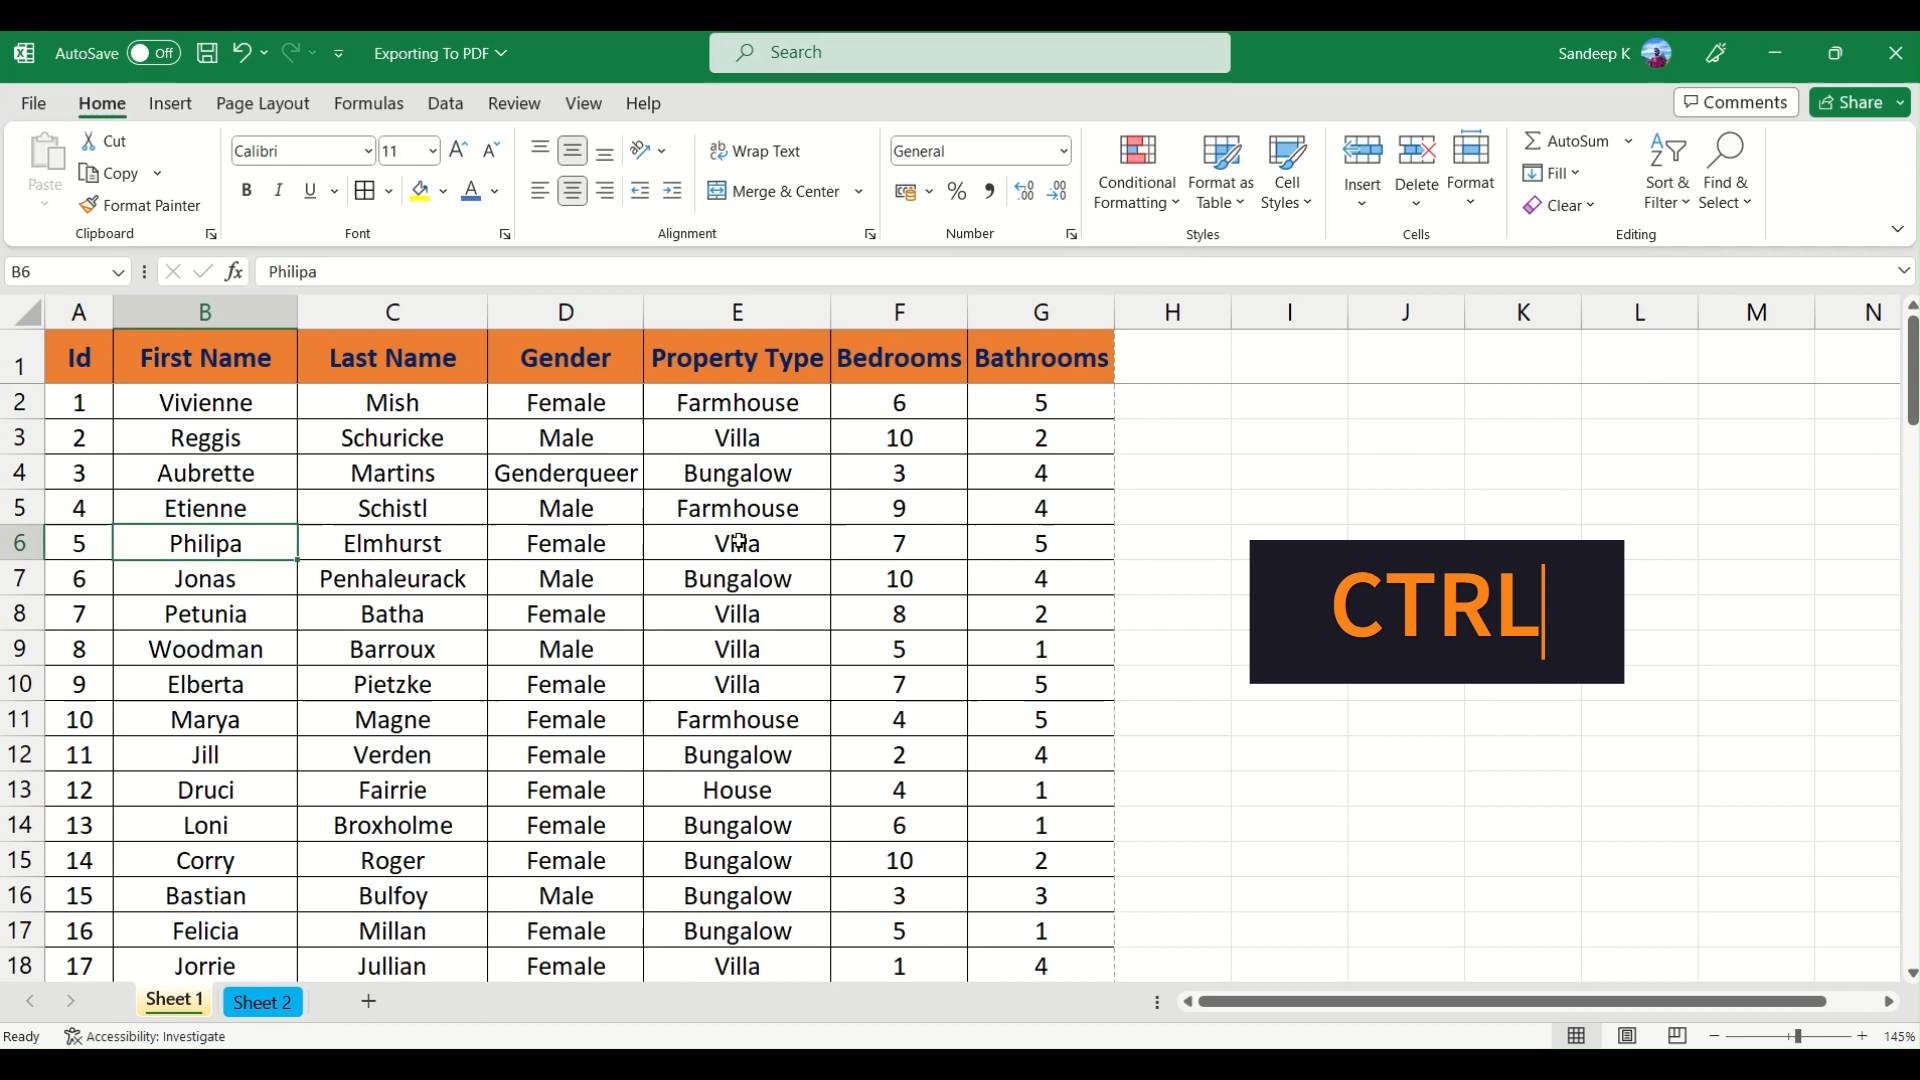 AutoSave Off Exporting To PDF Search Sandeep K
File Home Insert Page Layout Formulas Data Review View Help Comments Share
Paste Cut Copy Format Painter Clipboard
Calibri 11 B I U A Font
ab Wrap Text Merge & Center Alignment
General % Number
Conditional Formatting Format as Table Cell Styles Styles
Insert Delete Format Cells
AutoSum Fill Clear Sort & Filter Find & Select Editing
B6 fx Philipa
A B C D E F G H I J K L M N
1 Id First Name Last Name Gender Property Type Bedrooms Bathrooms
2 1 Vivienne Mish Female Farmhouse 6 5
3 2 Reggis Schuricke Male Villa 10 2
4 3 Aubrette Martins Genderqueer Bungalow 3 4
5 4 Etienne Schistl Male Farmhouse 9 4
6 5 Philipa Elmhurst Female Villa 7 5
7 6 Jonas Penhaleurack Male Bungalow 10 4
8 7 Petunia Batha Female Villa 8 2
9 8 Woodman Barroux Male Villa 5 1
10 9 Elberta Pietzke Female Villa 7 5
11 10 Marya Magne Female Farmhouse 4 5
12 11 Jill Verden Female Bungalow 2 4
13 12 Druci Fairrie Female House 4 1
14 13 Loni Broxholme Female Bungalow 6 1
15 14 Corry Roger Female Bungalow 10 2
16 15 Bastian Bulfoy Male Bungalow 3 3
17 16 Felicia Millan Female Bungalow 5 1
18 17 Jorrie Jullian Female Villa 1 4
CTRL
Sheet 1 Sheet 2
Ready Accessibility: Investigate 145%